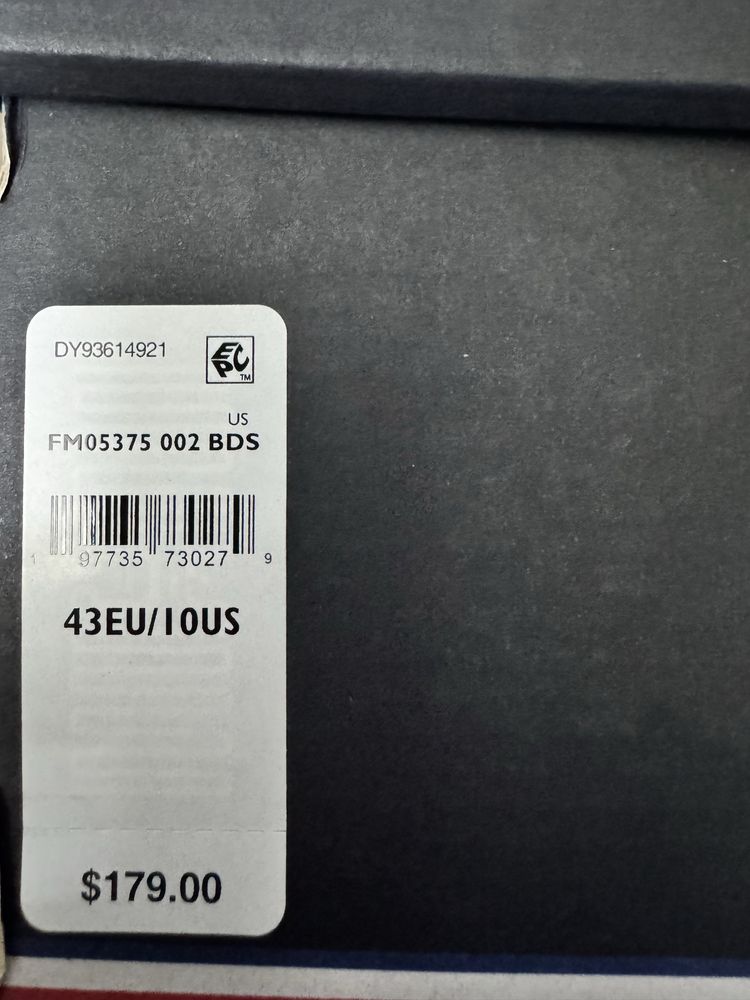 DY93614921
EPC
TM
US
FM05375 002 BDS
1 97735 73027 9
43EU/10US
$179.00